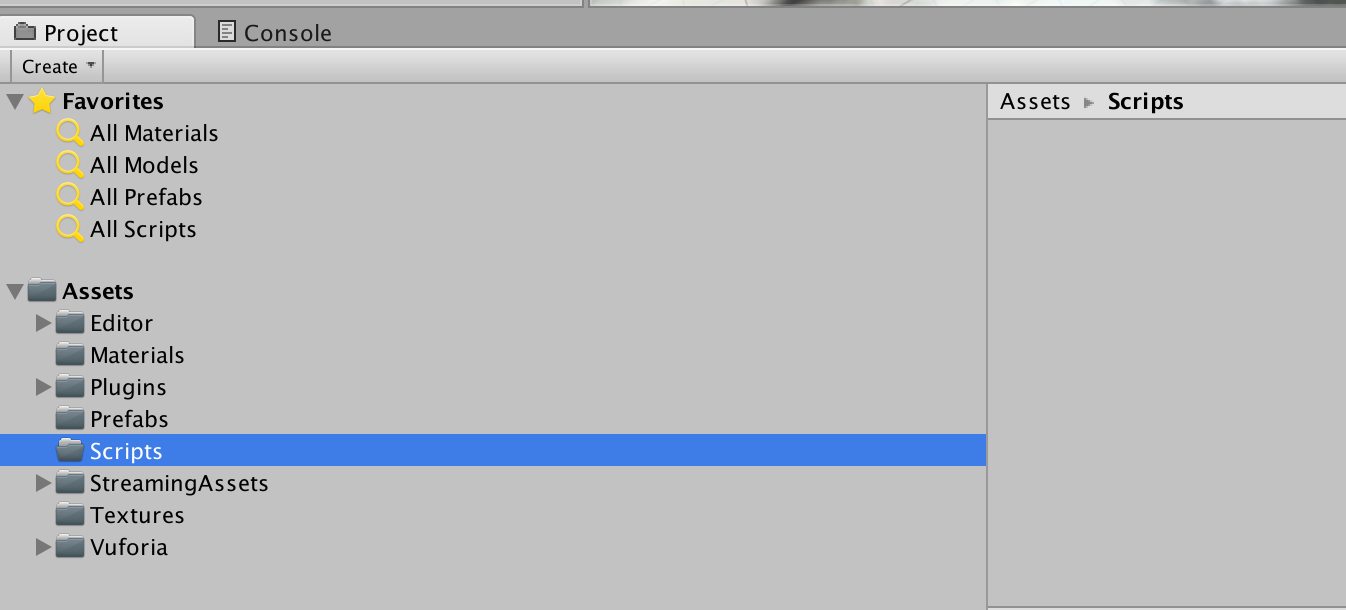 Project
Console
Create
Favorites
All Materials
All Models
All Prefabs
All Scripts
Assets
Editor
Materials
Plugins
Prefabs
Scripts
StreamingAssets
Textures
Vuforia
Assets Scripts